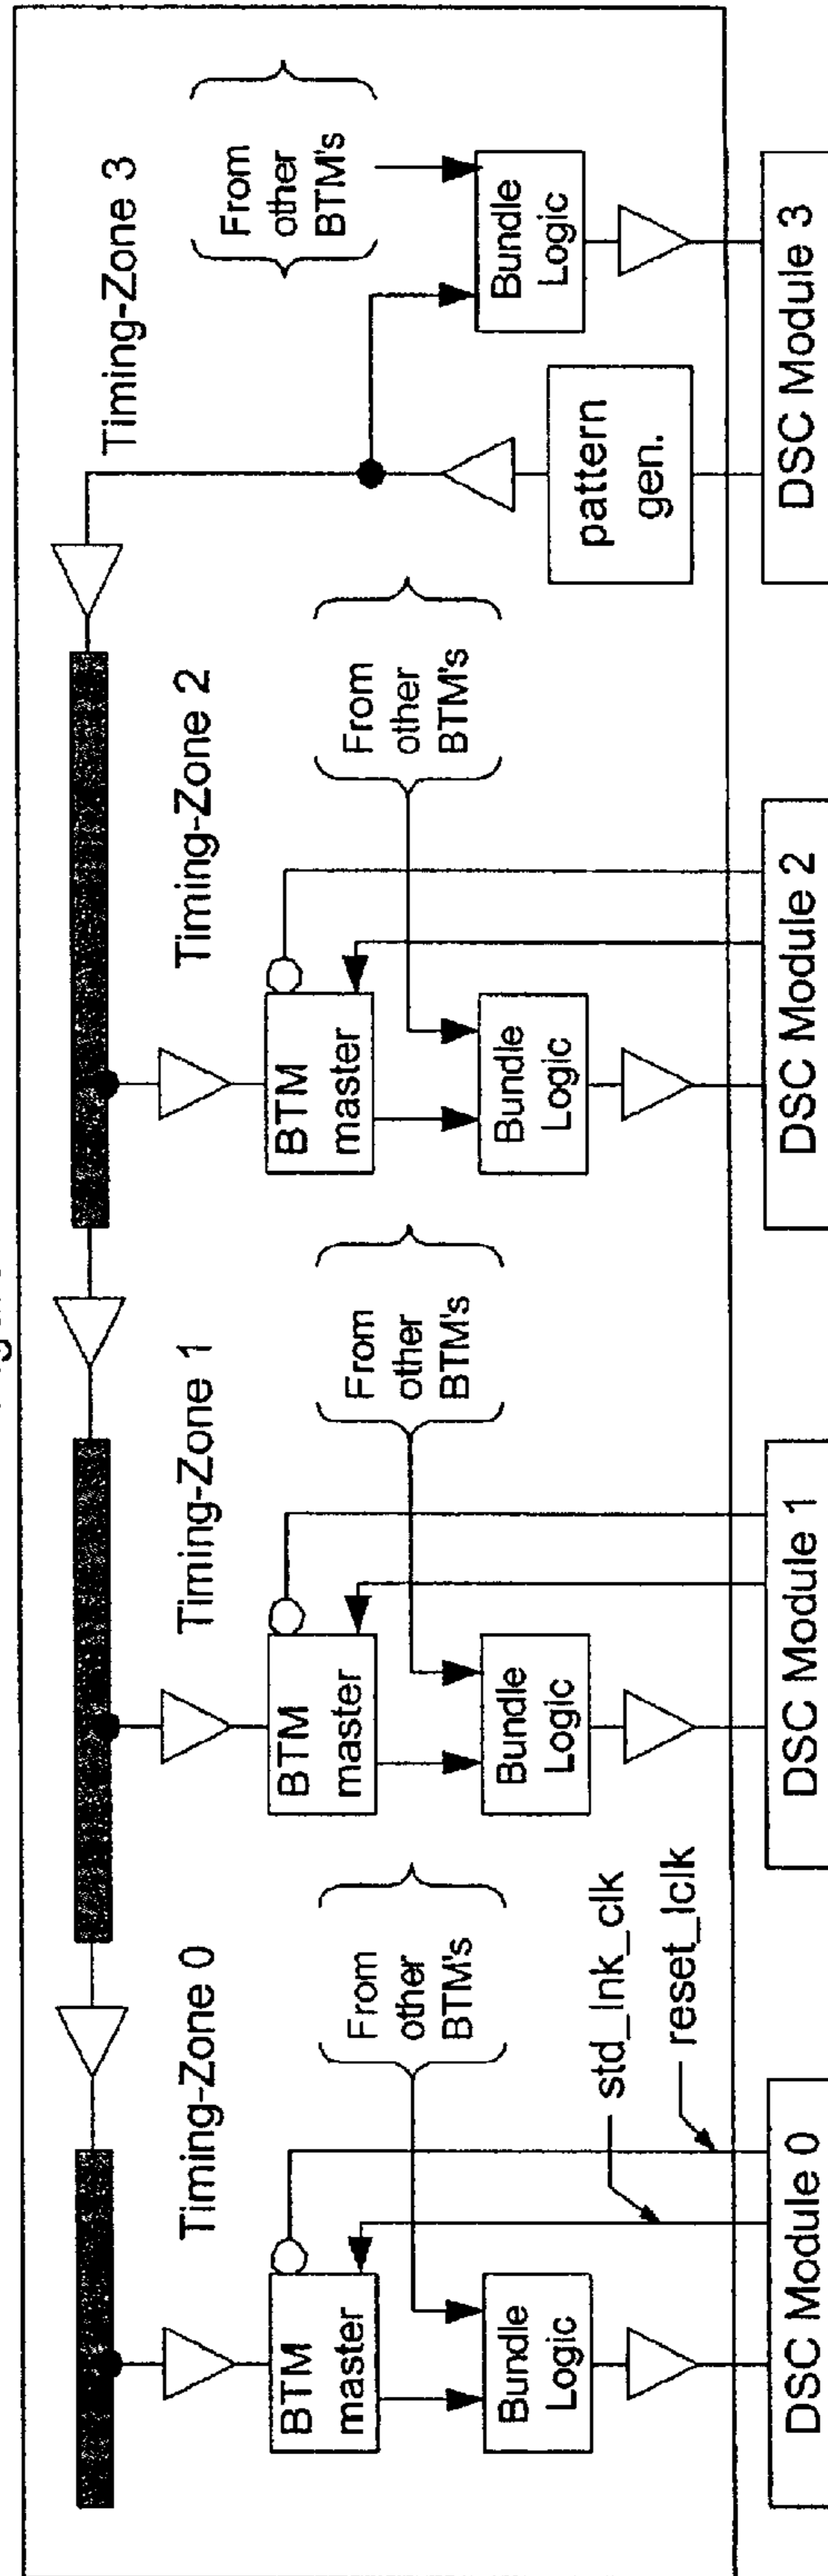 Timing-Zone 0
Timing-Zone 1
Timing-Zone 2
Timing-Zone 3
From
other
BTM's
From
other
BTM's
From
other
BTM's
From
other
BTM's
BTM
master
BTM
master
BTM
master
Bundle
Logic
Bundle
Logic
Bundle
Logic
Bundle
Logic
pattern
gen.
std_lnk_clk
reset_lclk
DSC Module 0
DSC Module 1
DSC Module 2
DSC Module 3